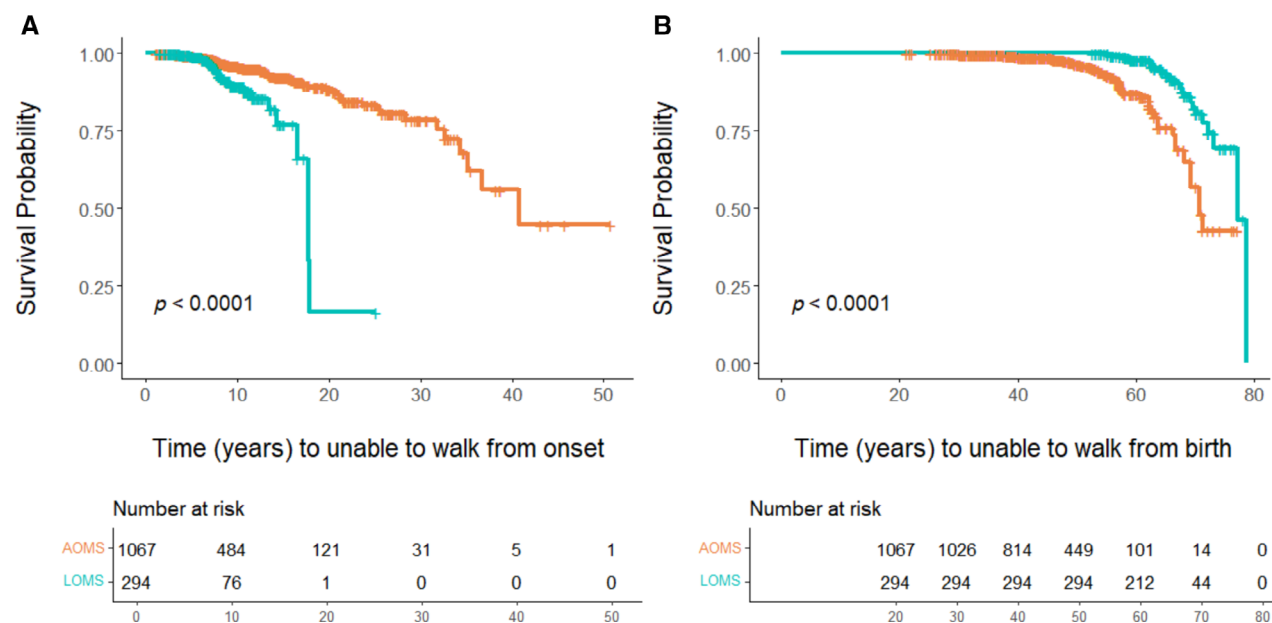 A
Survival Probability
1.00
0.75
0.50
0.25
0.00
p < 0.0001
0 10 20 30 40 50
Time (years) to unable to walk from onset
Number at risk
AOMS 1067 484 121 31 5 1
LOMS 294 76 1 0 0 0
0 10 20 30 40 50
B
Survival Probability
1.00
0.75
0.50
0.25
0.00
p < 0.0001
0 20 40 60 80
Time (years) to unable to walk from birth
Number at risk
AOMS 1067 1026 814 449 101 14 0
LOMS 294 294 294 294 212 44 0
20 30 40 50 60 70 80